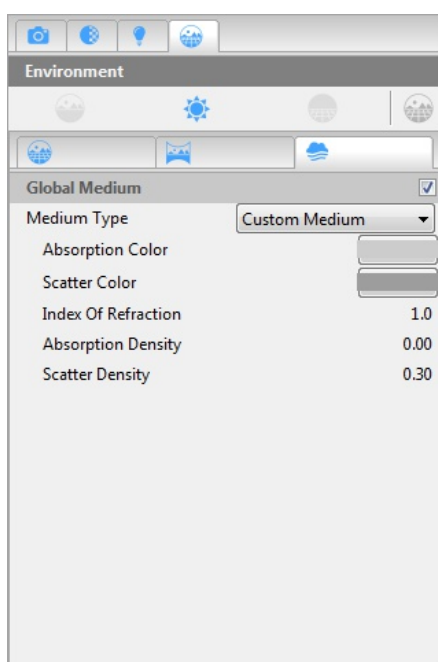 Environment
Global Medium
Medium Type Custom Medium
Absorption Color
Scatter Color
Index Of Refraction 1.0
Absorption Density 0.00
Scatter Density 0.30